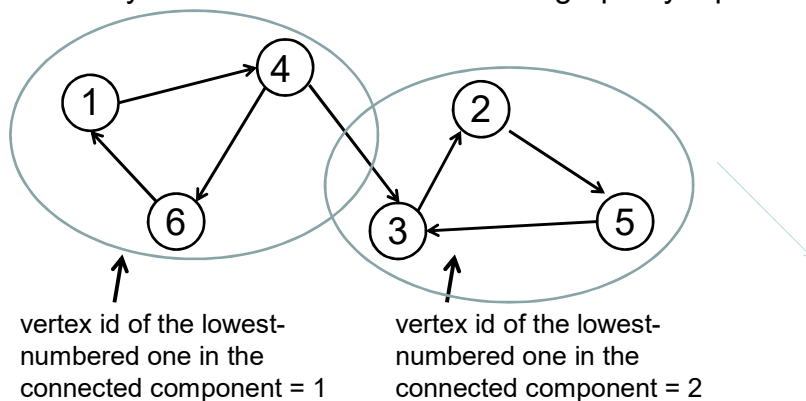 1
4
2
6
3
5
vertex id of the lowest-
numbered one in the
connected component = 1
vertex id of the lowest-
numbered one in the
connected component = 2